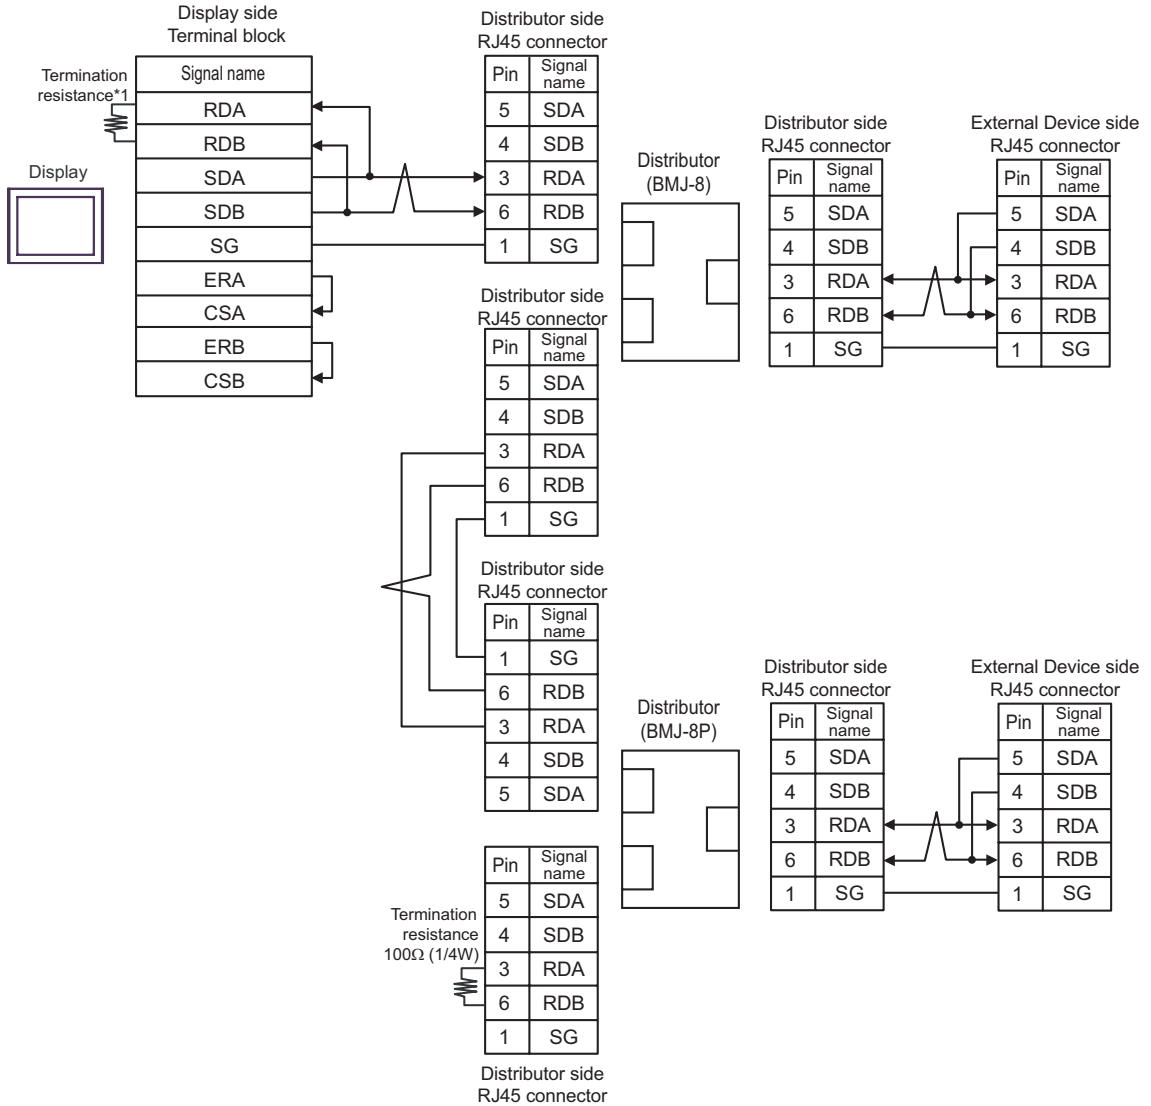 Display side
Terminal block
Signal name
RDA
RDB
SDA
SDB
SG
ERA
CSA
ERB
CSB
Termination
resistance*1
Display
Distributor side
RJ45 connector
Pin Signal name
5 SDA
4 SDB
3 RDA
6 RDB
1 SG
Distributor
(BMJ-8)
Distributor side
RJ45 connector
Pin Signal name
5 SDA
4 SDB
3 RDA
6 RDB
1 SG
External Device side
RJ45 connector
Pin Signal name
5 SDA
4 SDB
3 RDA
6 RDB
1 SG
Distributor side
RJ45 connector
Pin Signal name
5 SDA
4 SDB
3 RDA
6 RDB
1 SG
Distributor side
RJ45 connector
Pin Signal name
1 SG
6 RDB
3 RDA
4 SDB
5 SDA
Distributor
(BMJ-8P)
Distributor side
RJ45 connector
Pin Signal name
5 SDA
4 SDB
3 RDA
6 RDB
1 SG
External Device side
RJ45 connector
Pin Signal name
5 SDA
4 SDB
3 RDA
6 RDB
1 SG
Termination
resistance
100Ω (1/4W)
Pin Signal name
5 SDA
4 SDB
3 RDA
6 RDB
1 SG
Distributor side
RJ45 connector